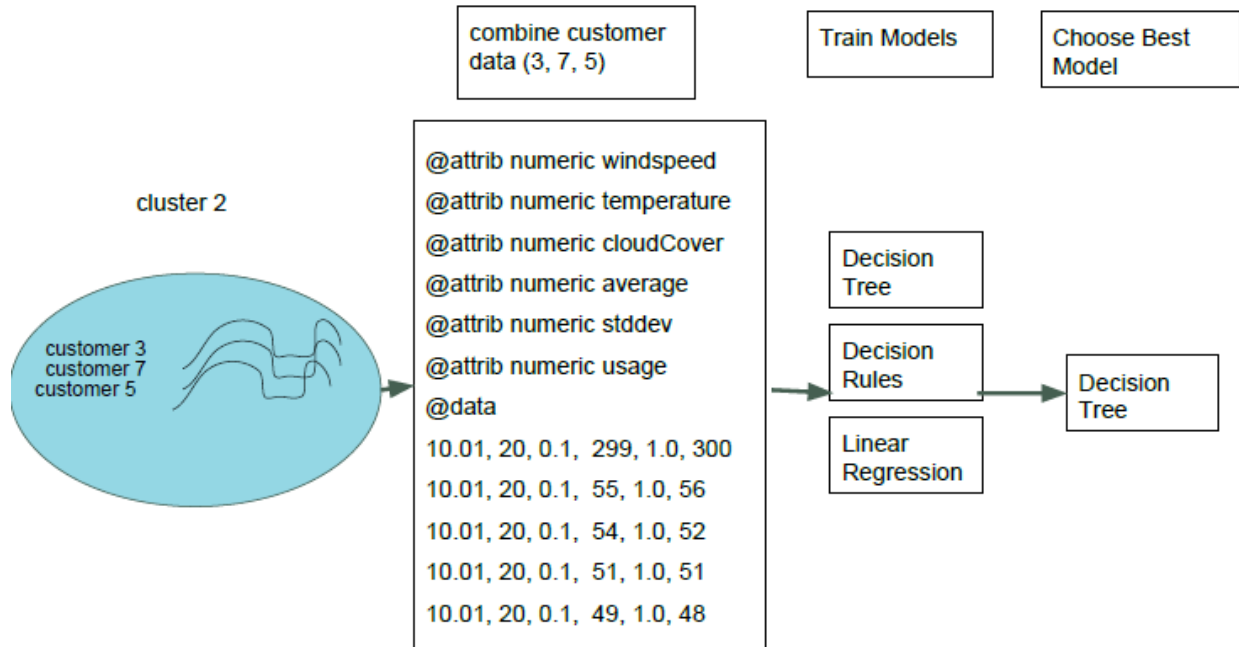 combine customer
data (3, 7, 5)
Train Models
Choose Best
Model
cluster 2
customer 3
customer 7
customer 5
@attrib numeric windspeed
@attrib numeric temperature
@attrib numeric cloudCover
@attrib numeric average
@attrib numeric stddev
@attrib numeric usage
@data
10.01, 20, 0.1, 299, 1.0, 300
10.01, 20, 0.1, 55, 1.0, 56
10.01, 20, 0.1, 54, 1.0, 52
10.01, 20, 0.1, 51, 1.0, 51
10.01, 20, 0.1, 49, 1.0, 48
Decision
Tree
Decision
Rules
Linear
Regression
Decision
Tree